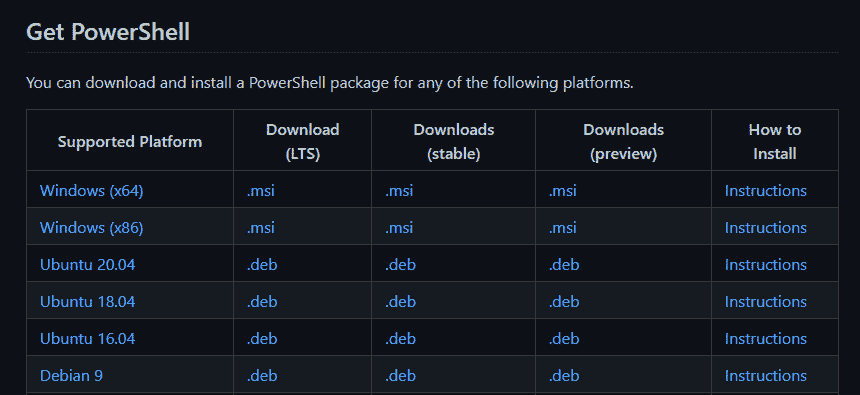 Get PowerShell
You can download and install a PowerShell package for any of the following platforms.
Supported Platform Download (LTS) Downloads (stable) Downloads (preview) How to Install
Windows (x64) .msi .msi .msi Instructions
Windows (x86) .msi .msi .msi Instructions
Ubuntu 20.04 .deb .deb .deb Instructions
Ubuntu 18.04 .deb .deb .deb Instructions
Ubuntu 16.04 .deb .deb .deb Instructions
Debian 9 .deb .deb .deb Instructions